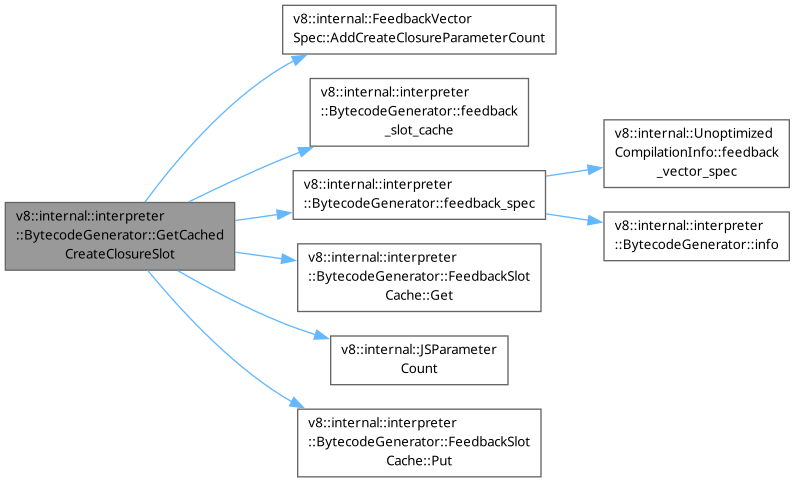 v8::internal::FeedbackVector
Spec::AddCreateClosureParameterCount
v8::internal::interpreter
::BytecodeGenerator::feedback
_slot_cache
v8::internal::Unoptimized
CompilationInfo::feedback
_vector_spec
v8::internal::interpreter
::BytecodeGenerator::feedback_spec
v8::internal::interpreter
::BytecodeGenerator::GetCached
CreateClosureSlot
v8::internal::interpreter
::BytecodeGenerator::info
v8::internal::interpreter
::BytecodeGenerator::FeedbackSlot
Cache::Get
v8::internal::JSParameter
Count
v8::internal::interpreter
::BytecodeGenerator::FeedbackSlot
Cache::Put